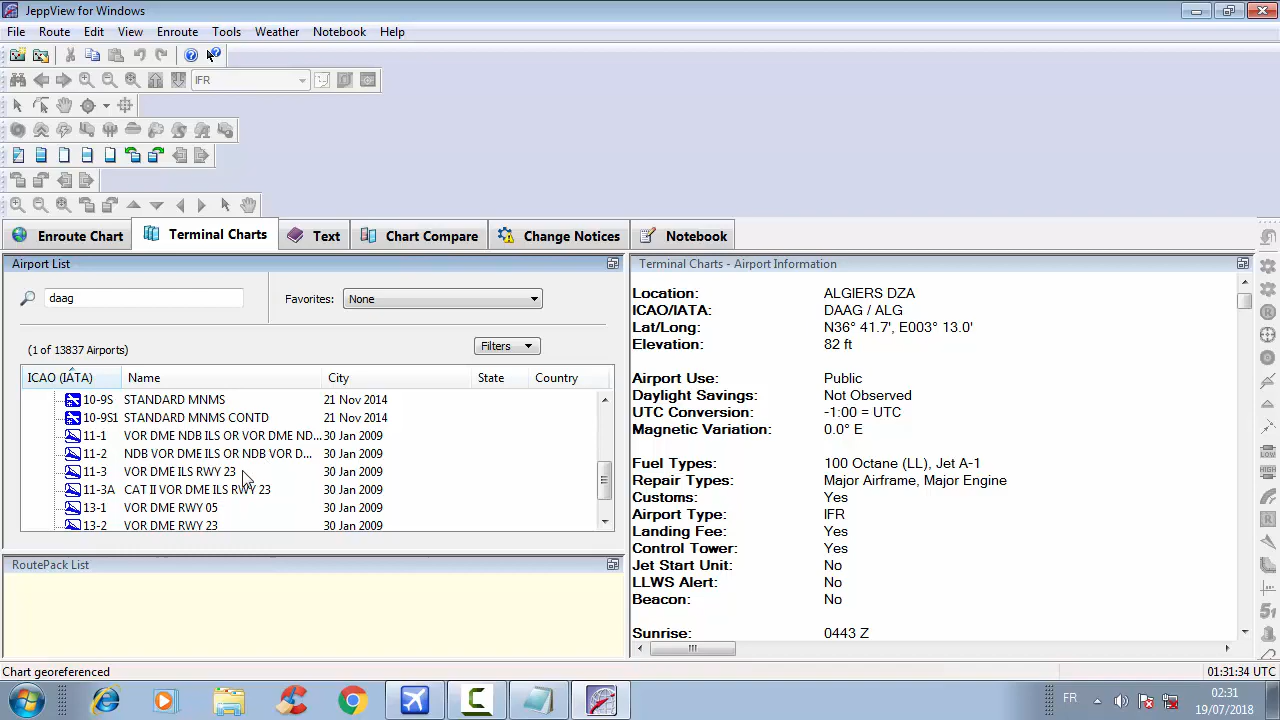 JeppView for Windows
File Route Edit View Enroute Tools Weather Notebook Help
IFR
Enroute Chart Terminal Charts Text Chart Compare Change Notices Notebook
Airport List
daag
Favorites: None
(1 of 13837 Airports)
Filters
ICAO (IATA) Name City State Country
10-9S STANDARD MNMS 21 Nov 2014
10-9S1 STANDARD MNMS CONTD 21 Nov 2014
11-1 VOR DME NDB ILS OR VOR DME ND... 30 Jan 2009
11-2 NDB VOR DME ILS OR NDB VOR D... 30 Jan 2009
11-3 VOR DME ILS RWY 23 30 Jan 2009
11-3A CAT II VOR DME ILS RWY 23 30 Jan 2009
13-1 VOR DME RWY 05 30 Jan 2009
13-2 VOR DME RWY 23 30 Jan 2009
RoutePack List
Terminal Charts - Airport Information
Location: ALGIERS DZA
ICAO/IATA: DAAG / ALG
Lat/Long: N36° 41.7', E003° 13.0'
Elevation: 82 ft
Airport Use: Public
Daylight Savings: Not Observed
UTC Conversion: -1:00 = UTC
Magnetic Variation: 0.0° E
Fuel Types: 100 Octane (LL), Jet A-1
Repair Types: Major Airframe, Major Engine
Customs: Yes
Airport Type: IFR
Landing Fee: Yes
Control Tower: Yes
Jet Start Unit: No
LLWS Alert: No
Beacon: No
Sunrise: 0443 Z
Chart georeferenced
01:31:34 UTC
FR
02:31
19/07/2018